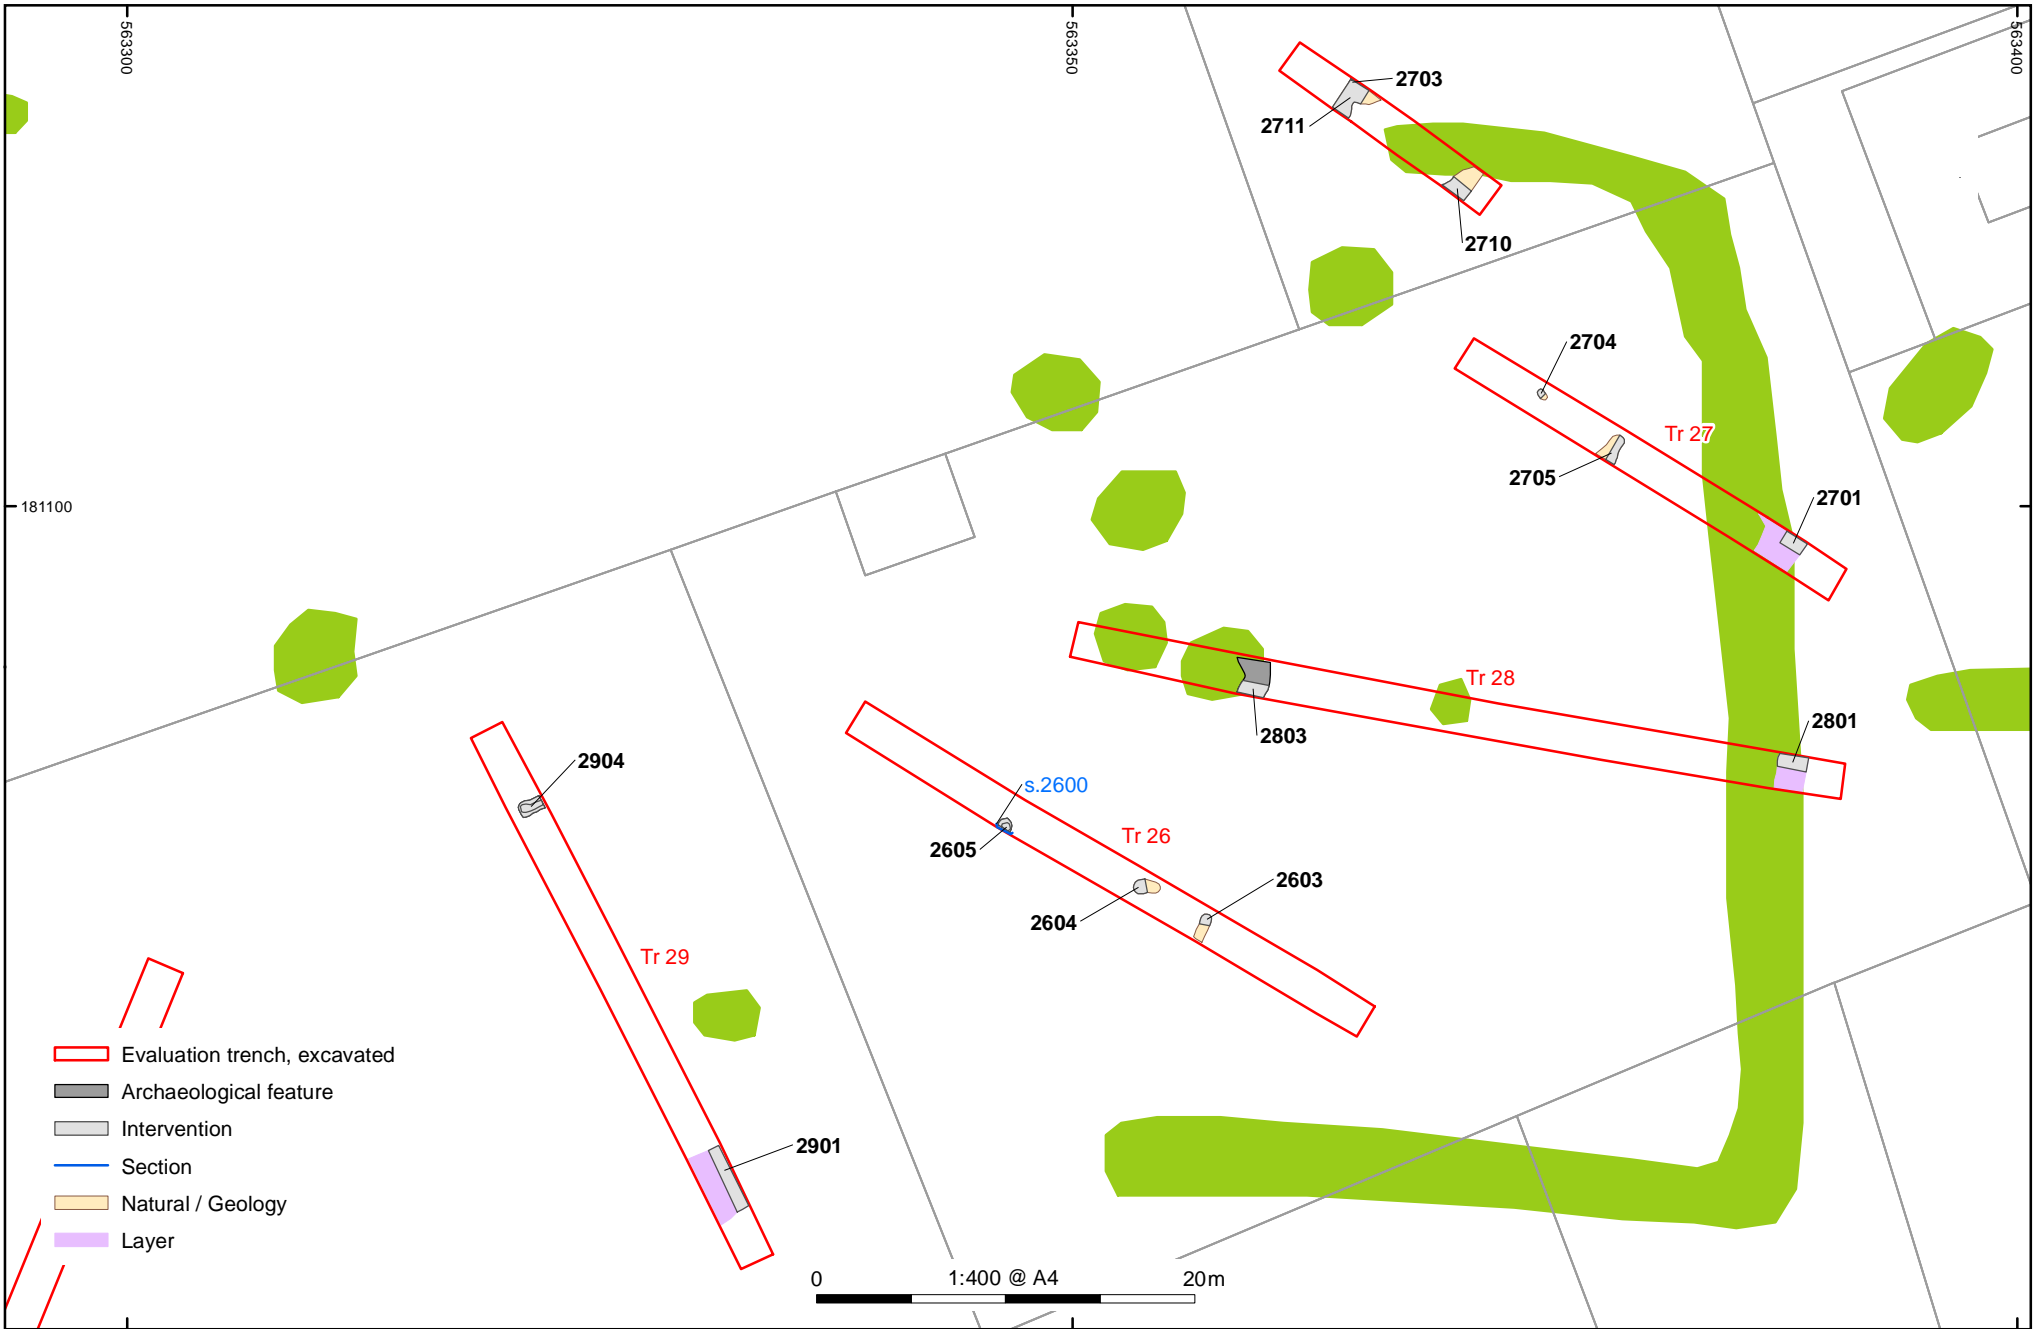 563300
563350
563400
2703
2711
2710
2704
Tr 27
2705
2701
181100
Tr 28
2801
2803
2904
s.2600
2605
Tr 26
2603
2604
Tr 29
2901
Evaluation trench, excavated
Archaeological feature
Intervention
Section
Natural / Geology
Layer
0 1:400 @ A4 20m